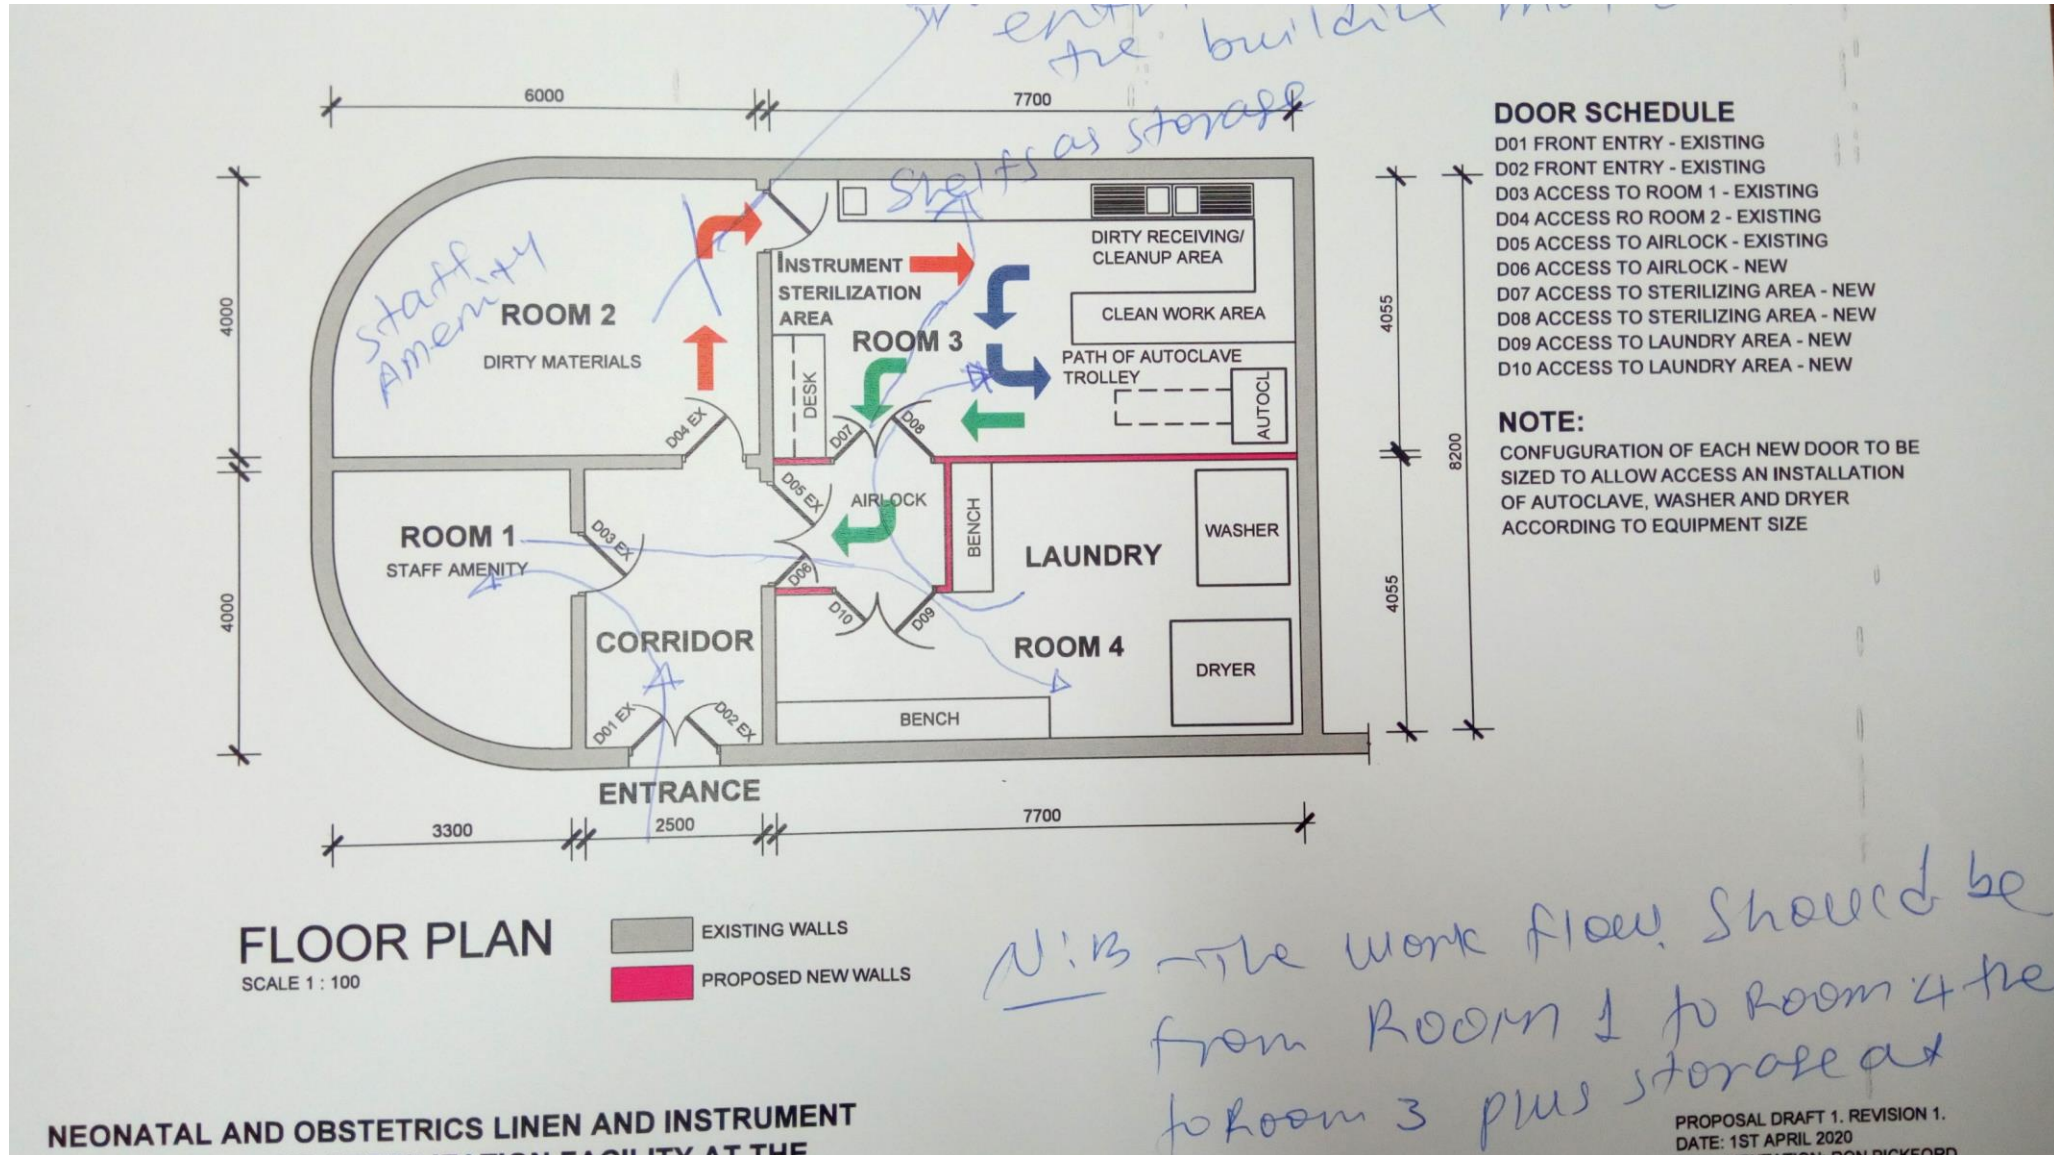 the building
Shelfs as storage
6000
7700
DOOR SCHEDULE
D01 FRONT ENTRY - EXISTING
D02 FRONT ENTRY - EXISTING
D03 ACCESS TO ROOM 1 - EXISTING
D04 ACCESS RO ROOM 2 - EXISTING
D05 ACCESS TO AIRLOCK - EXISTING
D06 ACCESS TO AIRLOCK - NEW
D07 ACCESS TO STERILIZING AREA - NEW
D08 ACCESS TO STERILIZING AREA - NEW
D09 ACCESS TO LAUNDRY AREA - NEW
D10 ACCESS TO LAUNDRY AREA - NEW
NOTE:
CONFUGURATION OF EACH NEW DOOR TO BE
SIZED TO ALLOW ACCESS AN INSTALLATION
OF AUTOCLAVE, WASHER AND DRYER
ACCORDING TO EQUIPMENT SIZE
4000
4000
4055
4055
8200
Staff
Amenity
ROOM 2
DIRTY MATERIALS
INSTRUMENT
STERILIZATION
AREA
ROOM 3
DIRTY RECEIVING/
CLEANUP AREA
CLEAN WORK AREA
PATH OF AUTOCLAVE
TROLLEY
AUTOCL
DESK
D04 EX
D07
D08
D05 EX
AIRLOCK
BENCH
WASHER
LAUNDRY
ROOM 1
STAFF AMENITY
D03 EX
D06
D10
D09
CORRIDOR
ROOM 4
DRYER
D01 EX
D02 EX
BENCH
ENTRANCE
3300
2500
7700
FLOOR PLAN
SCALE 1 : 100
EXISTING WALLS
PROPOSED NEW WALLS
N:B - The work flow should be
from Room 1 to Room 4 the
to Room 3 plus storage at
NEONATAL AND OBSTETRICS LINEN AND INSTRUMENT
FACILITY AT THE
PROPOSAL DRAFT 1. REVISION 1.
DATE: 1ST APRIL 2020
RON PICKFORD